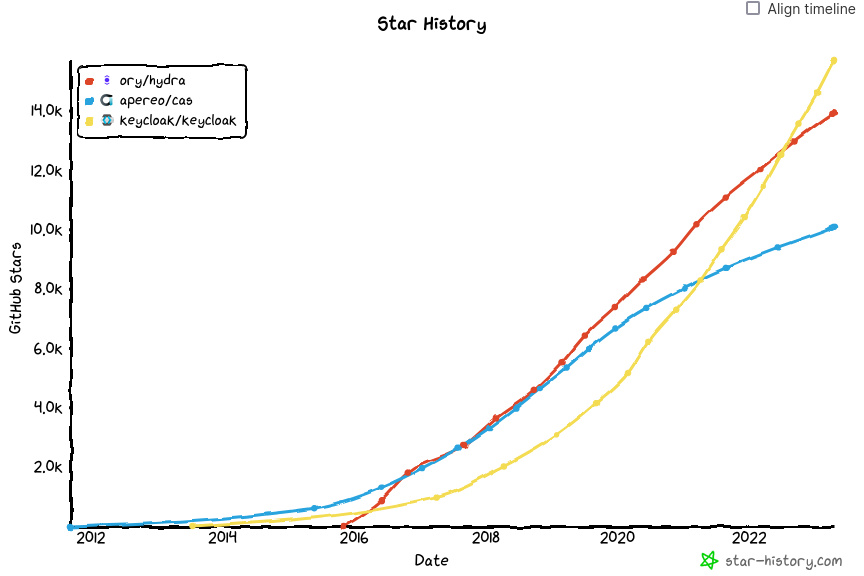 Align timeline
Star History
ory/hydra
apereo/cas
keycloak/keycloak
14.0k
12.0k
10.0k
8.0k
6.0k
4.0k
2.0k
GitHub Stars
2012 2014 2016 2018 2020 2022
Date
star-history.com